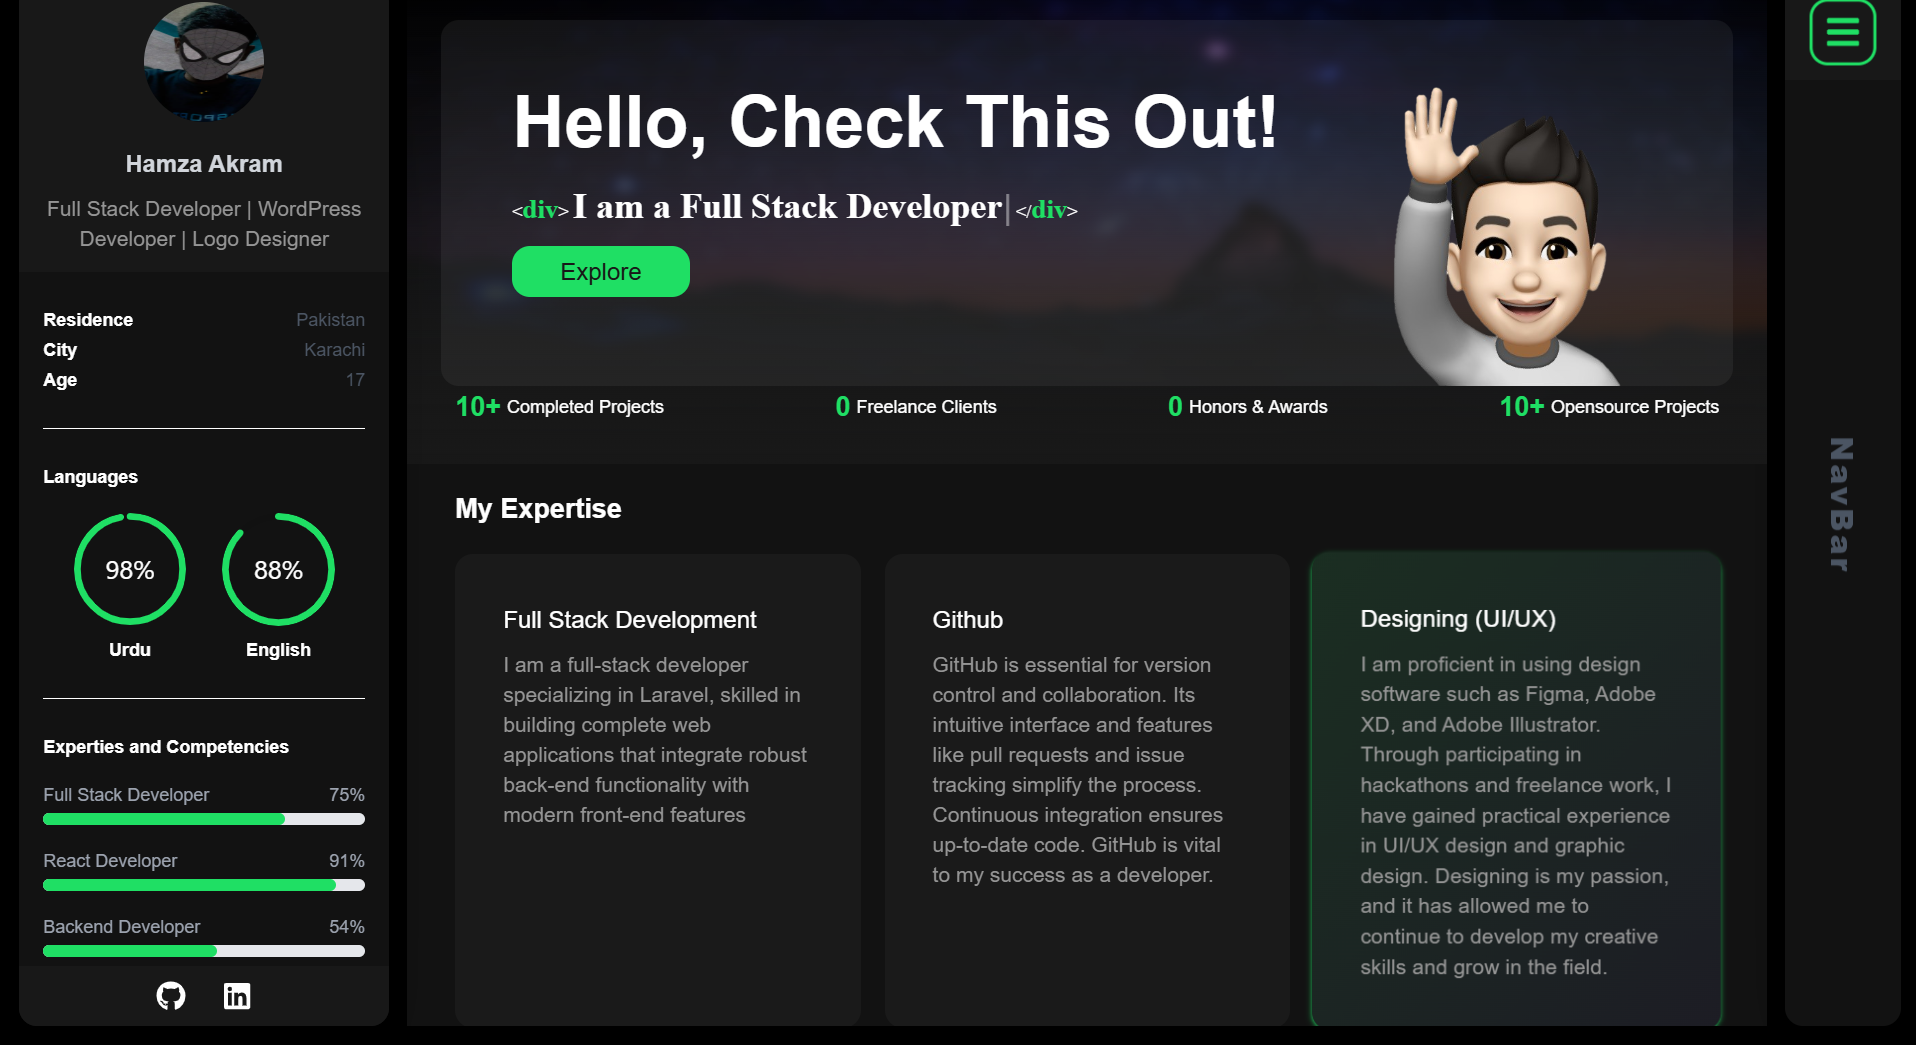 Hamza Akram
Full Stack Developer | WordPress
Developer | Logo Designer
Residence Pakistan
City Karachi
Age 17
Languages
98% 88%
Urdu English
Experties and Competencies
Full Stack Developer 75%
React Developer 91%
Backend Developer 54%
Hello, Check This Out!
<div> I am a Full Stack Developer| </div>
Explore
10+ Completed Projects
0 Freelance Clients
0 Honors & Awards
10+ Opensource Projects
My Expertise
Full Stack Development
I am a full-stack developer
specializing in Laravel, skilled in
building complete web
applications that integrate robust
back-end functionality with
modern front-end features
Github
GitHub is essential for version
control and collaboration. Its
intuitive interface and features
like pull requests and issue
tracking simplify the process.
Continuous integration ensures
up-to-date code. GitHub is vital
to my success as a developer.
Designing (UI/UX)
I am proficient in using design
software such as Figma, Adobe
XD, and Adobe Illustrator.
Through participating in
hackathons and freelance work, I
have gained practical experience
in UI/UX design and graphic
design. Designing is my passion,
and it has allowed me to
continue to develop my creative
skills and grow in the field.
NavBar